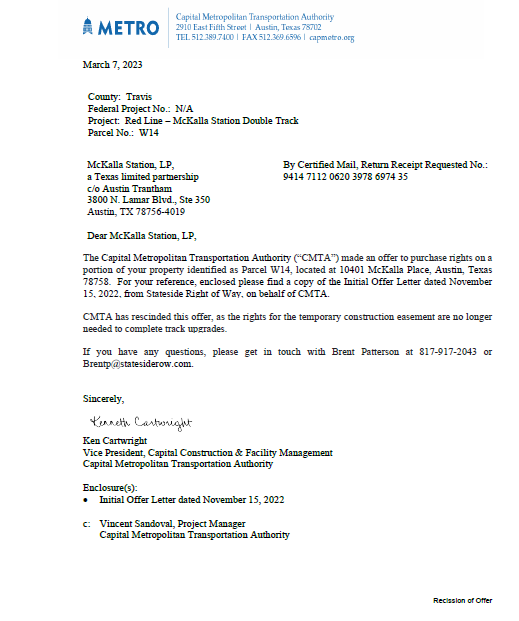 METRO
Capital Metropolitan Transportation Authority
2910 East Fifth Street | Austin, Texas 78702
TEL 512.389.7400 | FAX 512.369.6596 | capmetro.org
March 7, 2023
County: Travis
Federal Project No.: N/A
Project: Red Line – McKalla Station Double Track
Parcel No.: W14
McKalla Station, LP,
a Texas limited partnership
c/o Austin Trantham
3800 N. Lamar Blvd., Ste 350
Austin, TX 78756-4019
By Certified Mail, Return Receipt Requested No.:
9414 7112 0620 3978 6974 35
Dear McKalla Station, LP,
The Capital Metropolitan Transportation Authority (“CMTA”) made an offer to purchase rights on a
portion of your property identified as Parcel W14, located at 10401 McKalla Place, Austin, Texas
78758. For your reference, enclosed please find a copy of the Initial Offer Letter dated November
15, 2022, from Stateside Right of Way, on behalf of CMTA.
CMTA has rescinded this offer, as the rights for the temporary construction easement are no longer
needed to complete track upgrades.
If you have any questions, please get in touch with Brent Patterson at 817-917-2043 or
Brentp@statesiderow.com.
Sincerely,
Kenneth Cartwright
Ken Cartwright
Vice President, Capital Construction & Facility Management
Capital Metropolitan Transportation Authority
Enclosure(s):
• Initial Offer Letter dated November 15, 2022
c: Vincent Sandoval, Project Manager
Capital Metropolitan Transportation Authority
Recission of Offer